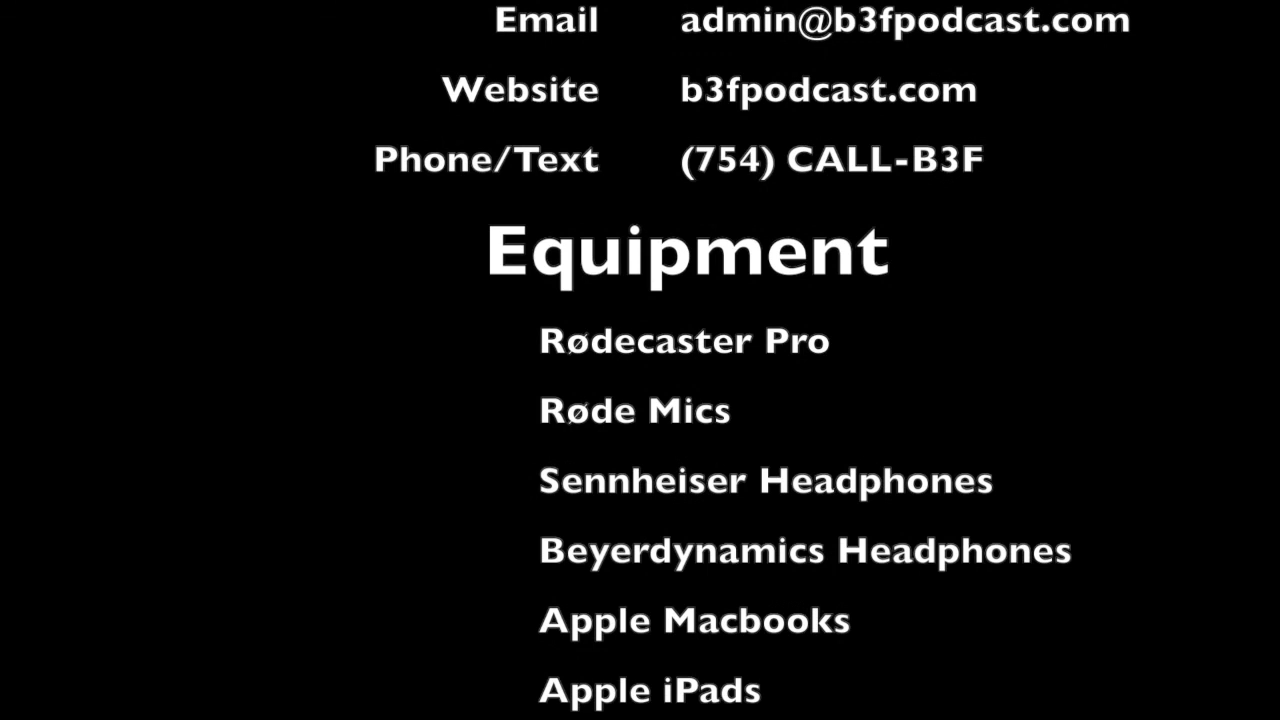 Email admin@b3fpodcast.com
Website b3fpodcast.com
Phone/Text (754) CALL-B3F
Equipment
Rødecaster Pro
Røde Mics
Sennheiser Headphones
Beyerdynamics Headphones
Apple Macbooks
Apple iPads